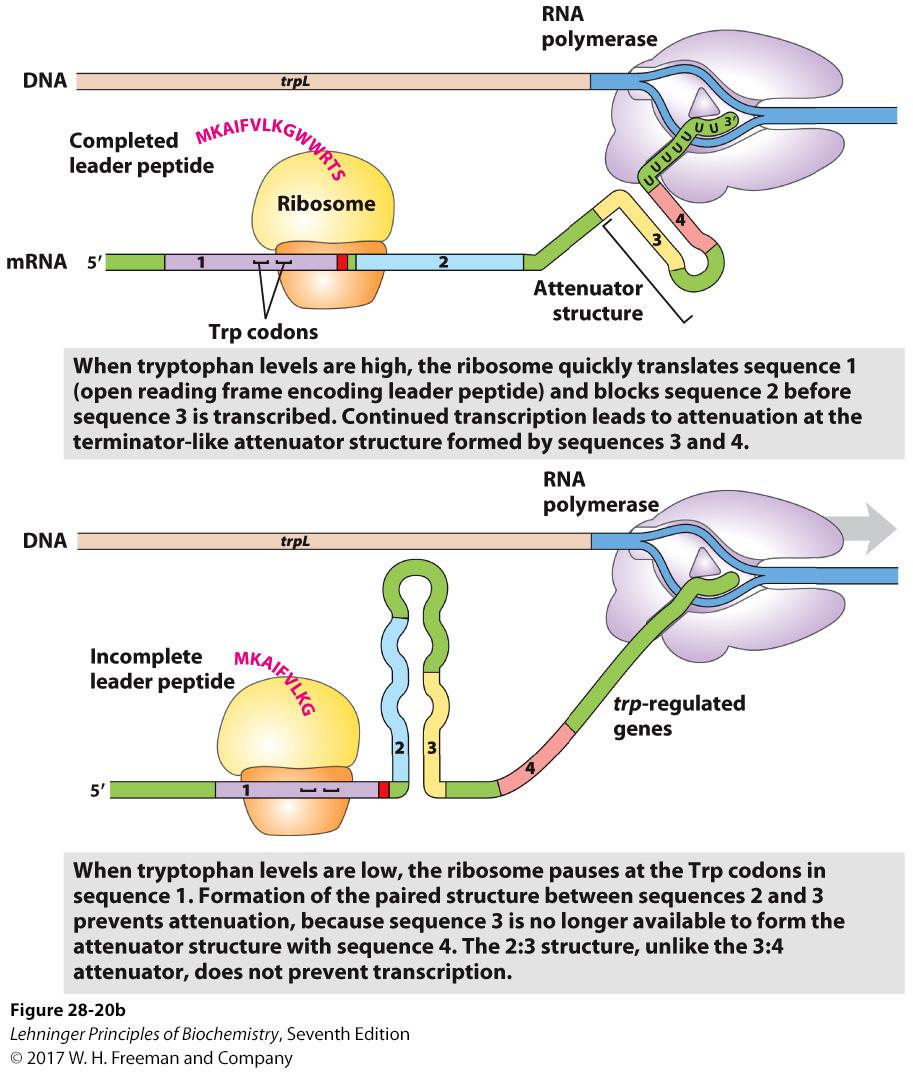 RNA
polymerase
DNA
trpL
UUUUUUU 3′
Completed
leader peptide
MKAIFVLKGWWRTS
Ribosome
4
3
mRNA
5′
1
2
Attenuator
structure
Trp codons
When tryptophan levels are high, the ribosome quickly translates sequence 1
(open reading frame encoding leader peptide) and blocks sequence 2 before
sequence 3 is transcribed. Continued transcription leads to attenuation at the
terminator-like attenuator structure formed by sequences 3 and 4.
RNA
polymerase
DNA
trpL
Incomplete
leader peptide
MKAIFVLKG
trp-regulated
genes
2
3
4
5′
1
When tryptophan levels are low, the ribosome pauses at the Trp codons in
sequence 1. Formation of the paired structure between sequences 2 and 3
prevents attenuation, because sequence 3 is no longer available to form the
attenuator structure with sequence 4. The 2:3 structure, unlike the 3:4
attenuator, does not prevent transcription.
Figure 28-20b
Lehninger Principles of Biochemistry, Seventh Edition
© 2017 W. H. Freeman and Company